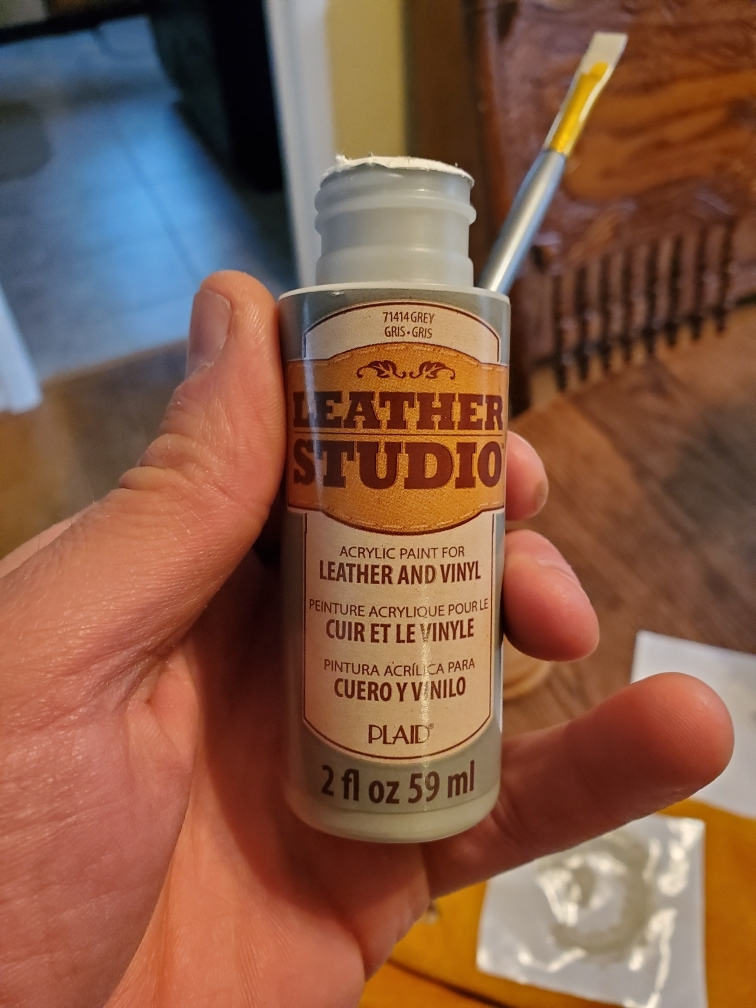 71414 GREY
GRIS • GRIS
LEATHER
STUDIO
ACRYLIC PAINT FOR
LEATHER AND VINYL
PEINTURE ACRYLIQUE POUR LE
CUIR ET LE VINYLE
PINTURA ACRÍLICA PARA
CUERO Y VINILO
PLAID®
2 fl oz 59 ml